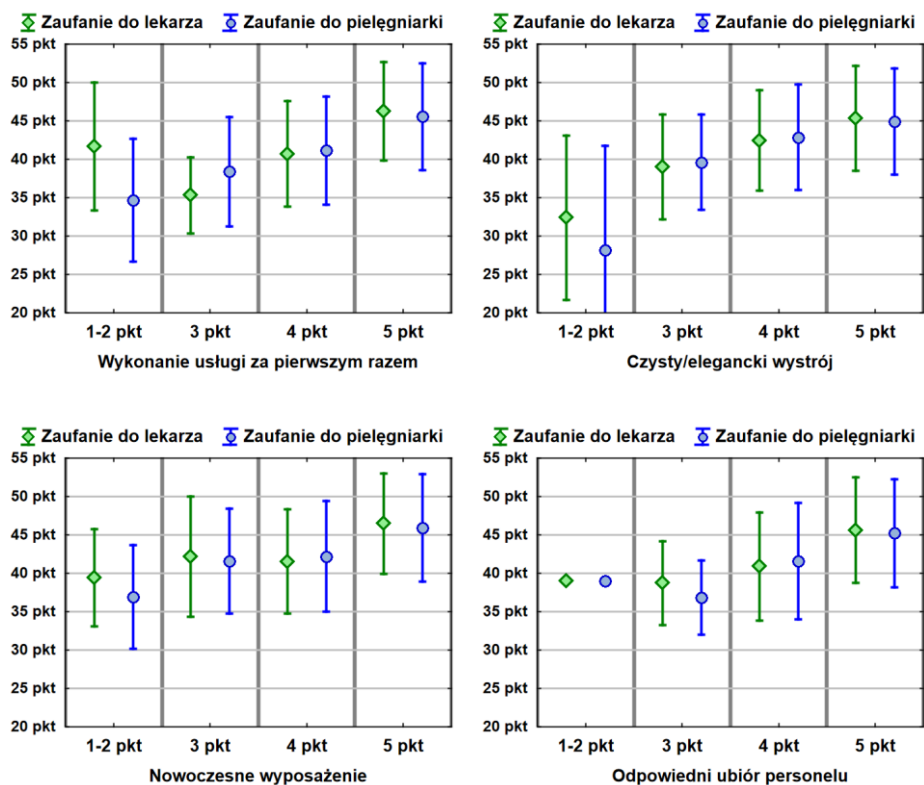 Zaufanie do lekarza Zaufanie do pielęgniarki
55 pkt
50 pkt
45 pkt
40 pkt
35 pkt
30 pkt
25 pkt
20 pkt
1-2 pkt 3 pkt 4 pkt 5 pkt
Wykonanie usługi za pierwszym razem
Zaufanie do lekarza Zaufanie do pielęgniarki
55 pkt
50 pkt
45 pkt
40 pkt
35 pkt
30 pkt
25 pkt
20 pkt
1-2 pkt 3 pkt 4 pkt 5 pkt
Czysty/elegancki wystrój
Zaufanie do lekarza Zaufanie do pielęgniarki
55 pkt
50 pkt
45 pkt
40 pkt
35 pkt
30 pkt
25 pkt
20 pkt
1-2 pkt 3 pkt 4 pkt 5 pkt
Nowoczesne wyposażenie
Zaufanie do lekarza Zaufanie do pielęgniarki
55 pkt
50 pkt
45 pkt
40 pkt
35 pkt
30 pkt
25 pkt
20 pkt
1-2 pkt 3 pkt 4 pkt 5 pkt
Odpowiedni ubiór personelu